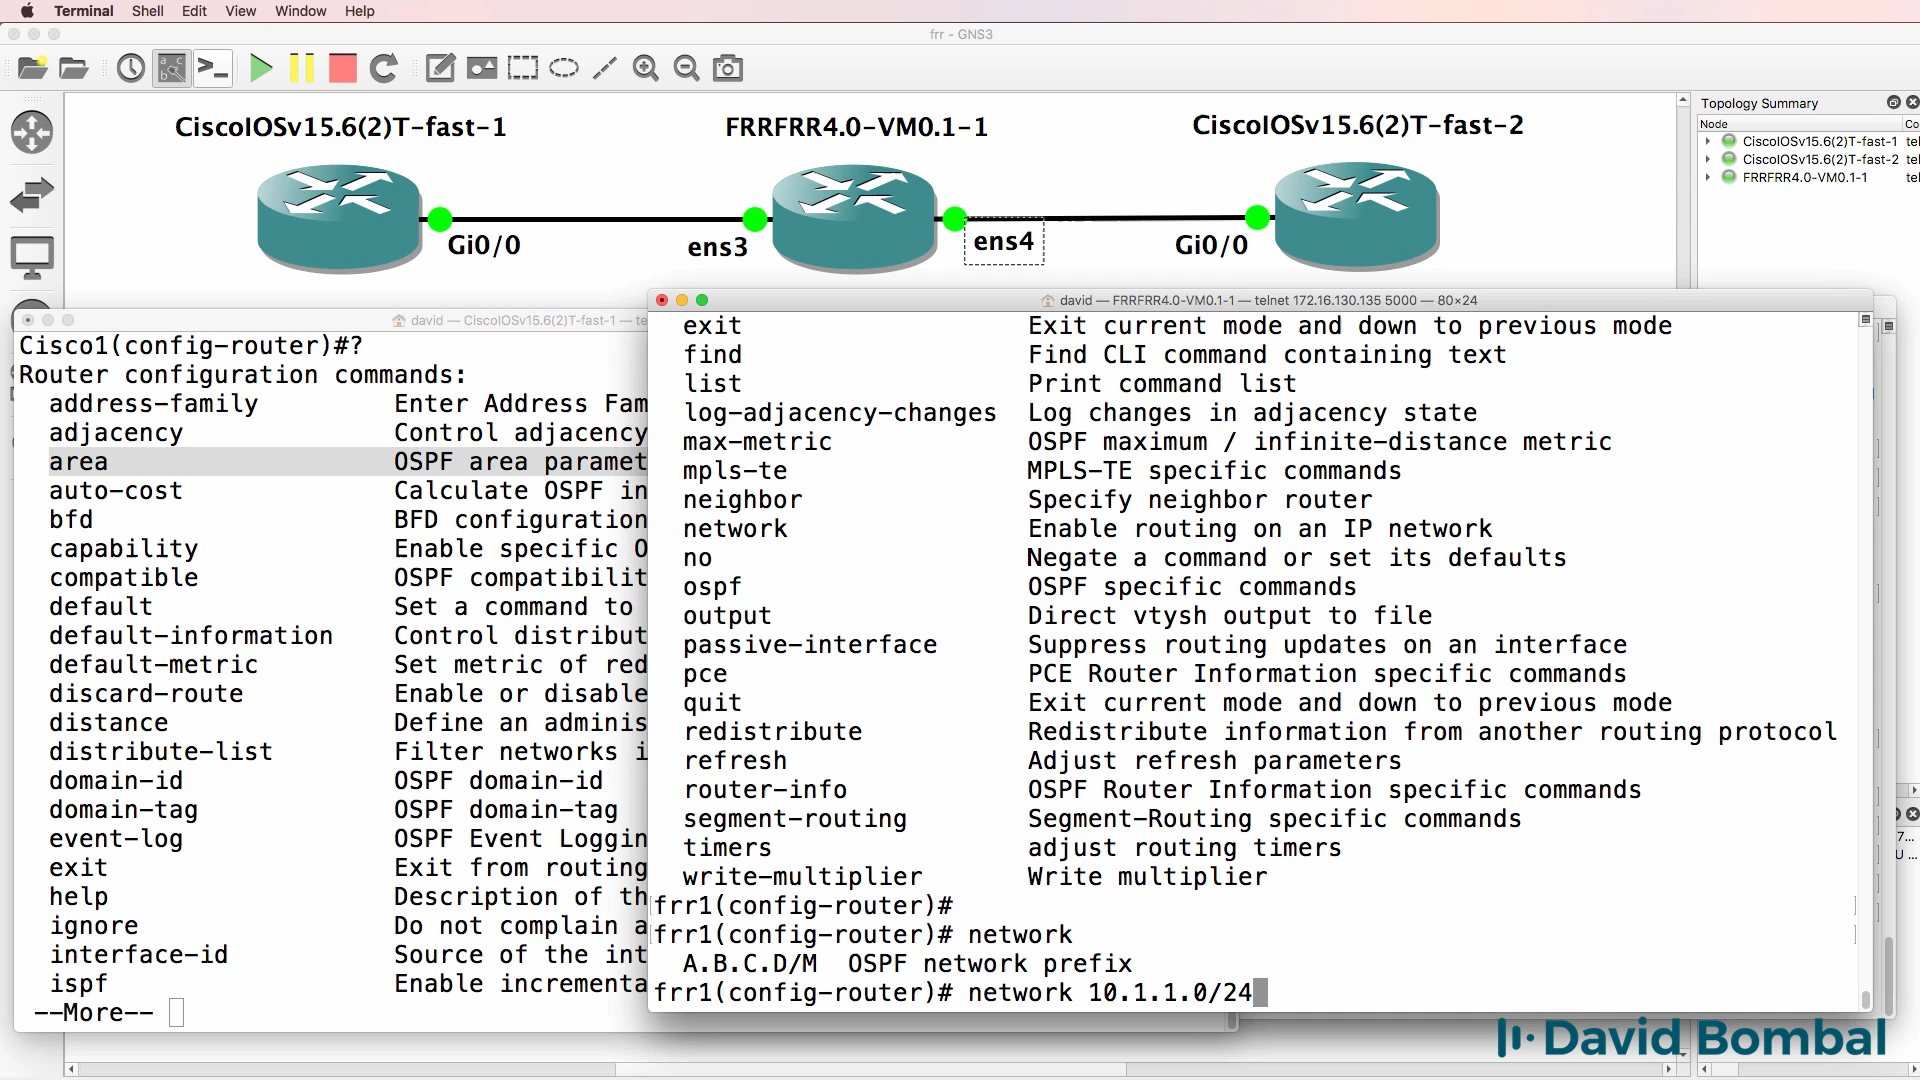 Terminal Shell Edit View Window Help
frr - GNS3
CiscoIOSv15.6(2)T-fast-1
FRRFRR4.0-VM0.1-1
CiscoIOSv15.6(2)T-fast-2
Gi0/0
ens3
ens4
Gi0/0
Topology Summary
Node Co
CiscoIOSv15.6(2)T-fast-1 tel
CiscoIOSv15.6(2)T-fast-2 tel
FRRFRR4.0-VM0.1-1 tel
david — CiscoIOSv15.6(2)T-fast-1 — te
Cisco1(config-router)#?
Router configuration commands:
address-family Enter Address Fam
adjacency Control adjacency
area OSPF area paramet
auto-cost Calculate OSPF in
bfd BFD configuration
capability Enable specific O
compatible OSPF compatibilit
default Set a command to
default-information Control distribut
default-metric Set metric of red
discard-route Enable or disable
distance Define an adminis
distribute-list Filter networks i
domain-id OSPF domain-id
domain-tag OSPF domain-tag
event-log OSPF Event Loggin
exit Exit from routing
help Description of th
ignore Do not complain a
interface-id Source of the int
ispf Enable incrementa
--More--
david — FRRFRR4.0-VM0.1-1 — telnet 172.16.130.135 5000 — 80×24
exit Exit current mode and down to previous mode
find Find CLI command containing text
list Print command list
log-adjacency-changes Log changes in adjacency state
max-metric OSPF maximum / infinite-distance metric
mpls-te MPLS-TE specific commands
neighbor Specify neighbor router
network Enable routing on an IP network
no Negate a command or set its defaults
ospf OSPF specific commands
output Direct vtysh output to file
passive-interface Suppress routing updates on an interface
pce PCE Router Information specific commands
quit Exit current mode and down to previous mode
redistribute Redistribute information from another routing protocol
refresh Adjust refresh parameters
router-info OSPF Router Information specific commands
segment-routing Segment-Routing specific commands
timers adjust routing timers
write-multiplier Write multiplier
frr1(config-router)#
frr1(config-router)# network
A.B.C.D/M OSPF network prefix
frr1(config-router)# network 10.1.1.0/24
7...
U ...
David Bombal